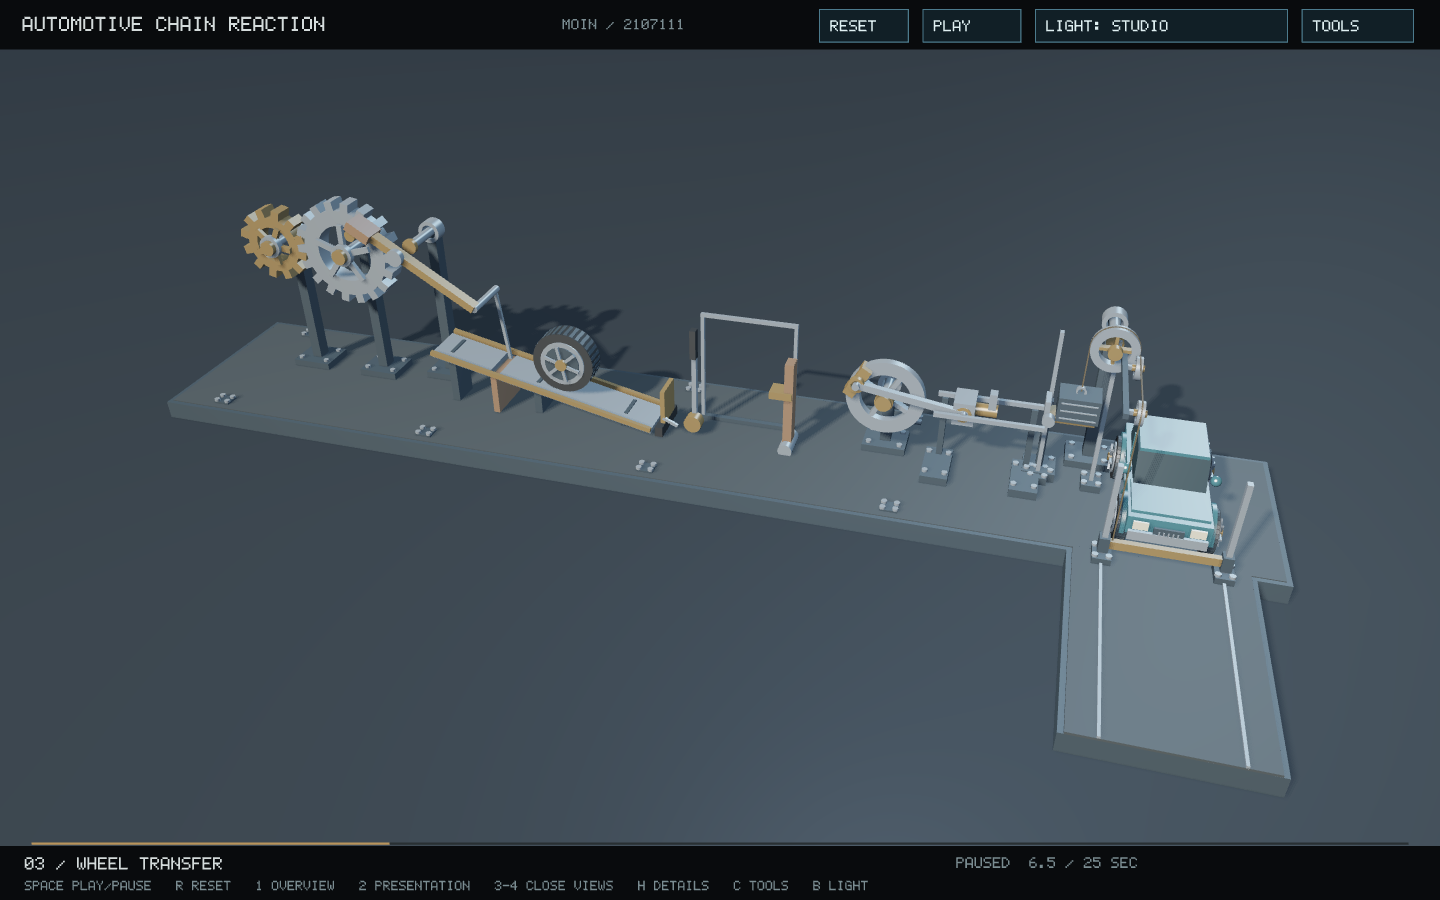 AUTOMOTIVE CHAIN REACTION
MOIN / 2107111
RESET
PLAY
LIGHT: STUDIO
TOOLS
03 / WHEEL TRANSFER
PAUSED 6.5 / 25 SEC
SPACE PLAY/PAUSE R RESET 1 OVERVIEW 2 PRESENTATION 3-4 CLOSE VIEWS H DETAILS C TOOLS B LIGHT